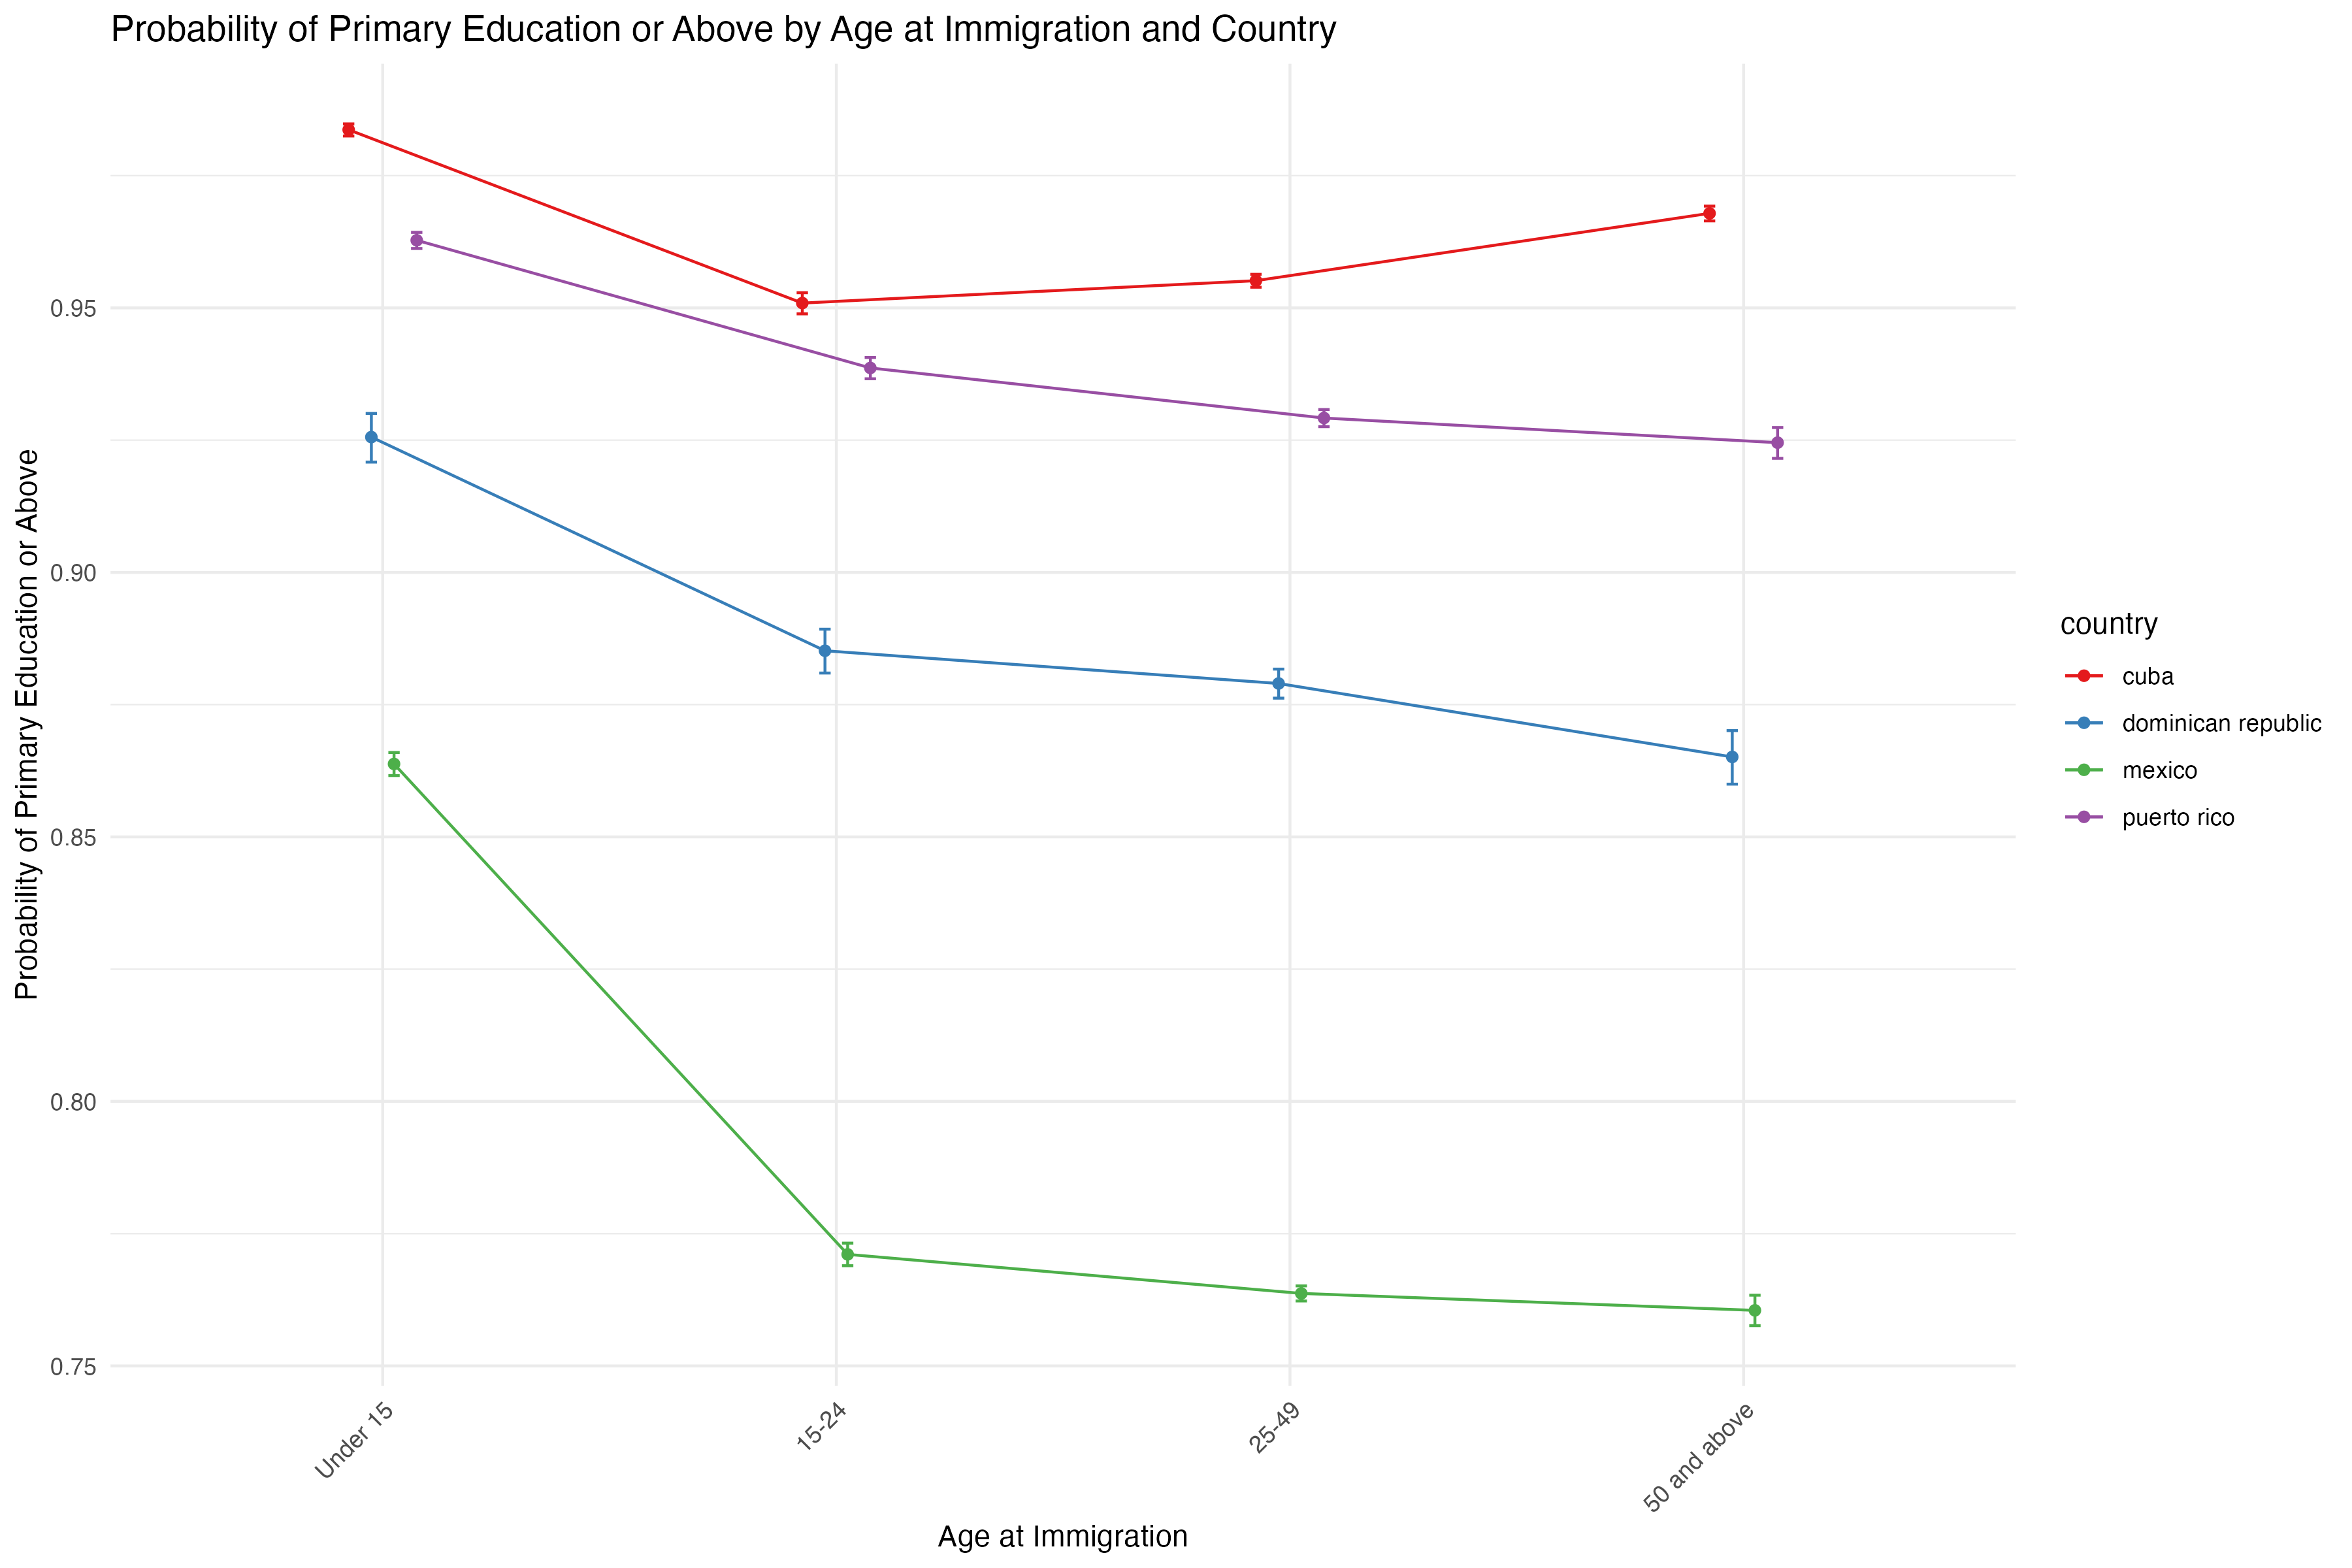 Probability of Primary Education or Above by Age at Immigration and Country
Probability of Primary Education or Above
0.95
0.90
0.85
0.80
0.75
Under 15
15-24
25-49
50 and above
Age at Immigration
country
cuba
dominican republic
mexico
puerto rico